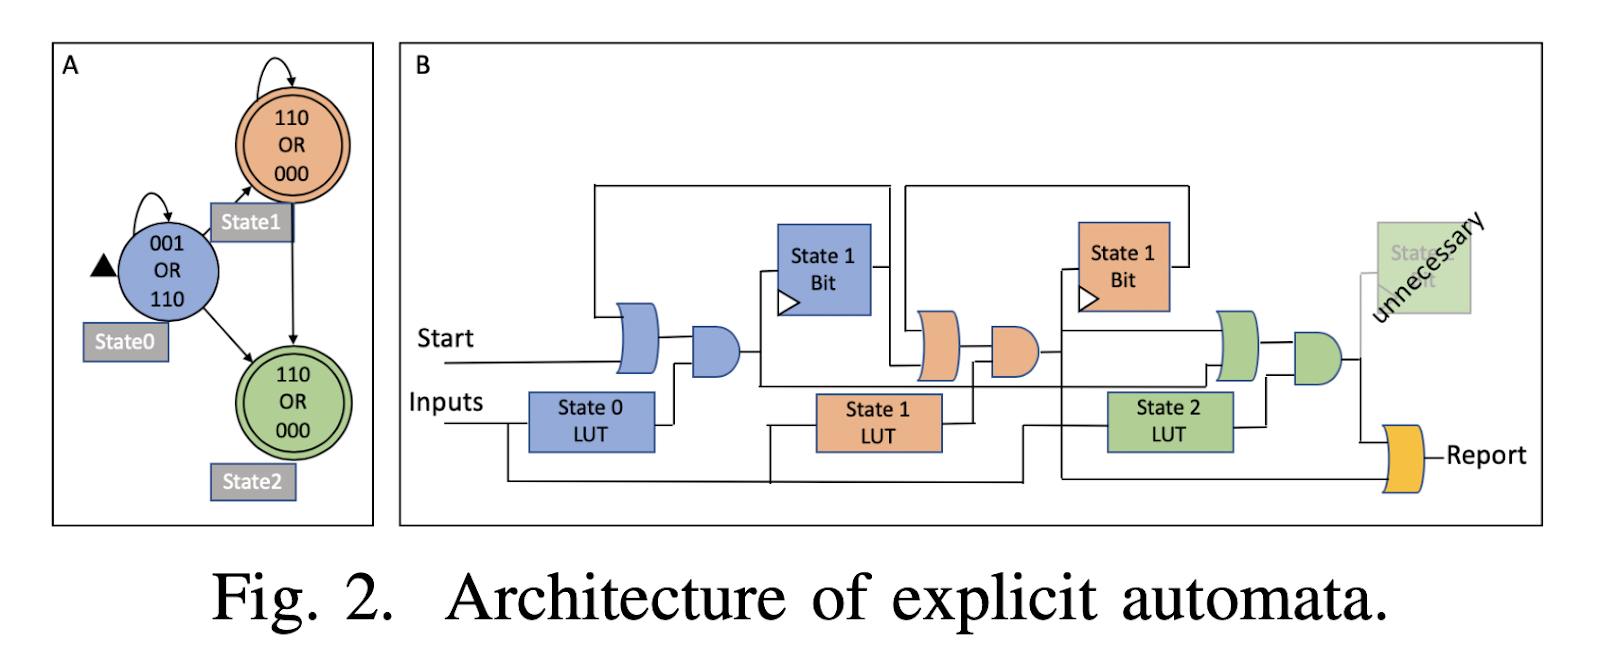 A
110
OR
000
State1
001
OR
110
State0
110
OR
000
State2
B
State 1
Bit
State 1
Bit
unnecessary
Start
Inputs
State 0
LUT
State 1
LUT
State 2
LUT
Report
Fig. 2. Architecture of explicit automata.